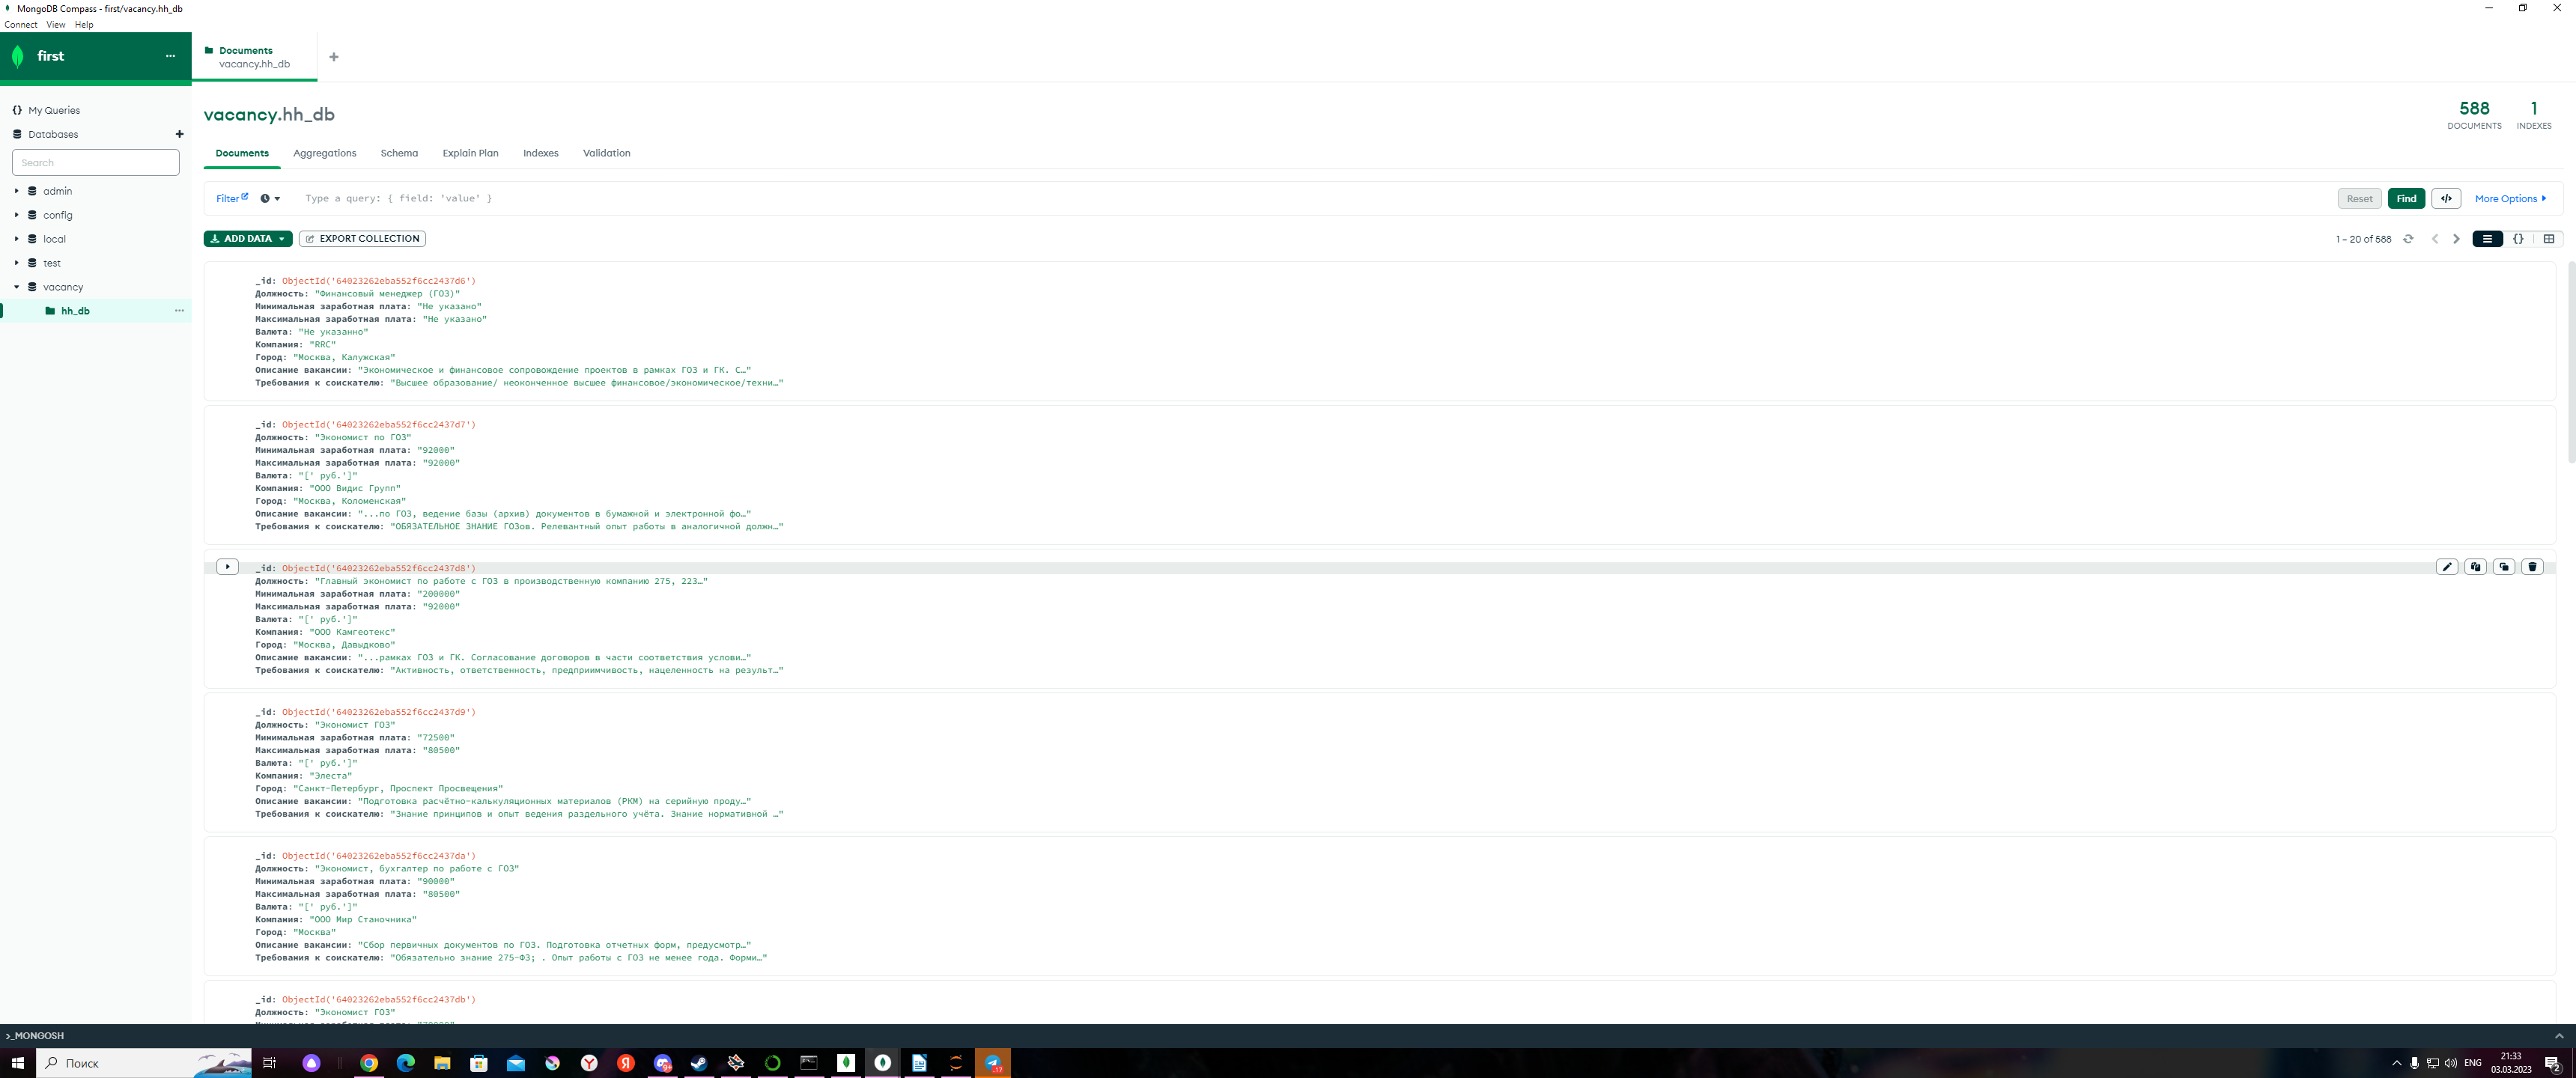 MongoDB Compass - first/vacancy.hh_db
Connect View Help
first
Documents
vacancy.hh_db
My Queries
Databases
Search
admin
config
local
test
vacancy
hh_db
vacancy.hh_db
588
DOCUMENTS
1
INDEXES
Documents Aggregations Schema Explain Plan Indexes Validation
Filter Type a query: { field: 'value' } Reset Find More Options
ADD DATA EXPORT COLLECTION 1 – 20 of 588
_id: ObjectId('64023262eba552f6cc2437d6')
Должность: "Финансовый менеджер (ГОЗ)"
Минимальная заработная плата: "Не указано"
Максимальная заработная плата: "Не указано"
Валюта: "Не указанно"
Компания: "RRC"
Город: "Москва, Калужская"
Описание вакансии: "Экономическое и финансовое сопровождение проектов в рамках ГОЗ и ГК. С…"
Требования к соискателю: "Высшее образование/ неоконченное высшее финансовое/экономическое/техни…"
_id: ObjectId('64023262eba552f6cc2437d7')
Должность: "Экономист по ГОЗ"
Минимальная заработная плата: "92000"
Максимальная заработная плата: "92000"
Валюта: "[' руб.']"
Компания: "ООО Видис Групп"
Город: "Москва, Коломенская"
Описание вакансии: "...по ГОЗ, ведение базы (архив) документов в бумажной и электронной фо…"
Требования к соискателю: "ОБЯЗАТЕЛЬНОЕ ЗНАНИЕ ГОЗов. Релевантный опыт работы в аналогичной должн…"
_id: ObjectId('64023262eba552f6cc2437d8')
Должность: "Главный экономист по работе с ГОЗ в производственную компанию 275, 223…"
Минимальная заработная плата: "200000"
Максимальная заработная плата: "92000"
Валюта: "[' руб.']"
Компания: "ООО Камгеотекс"
Город: "Москва, Давыдково"
Описание вакансии: "...рамках ГОЗ и ГК. Согласование договоров в части соответствия услови…"
Требования к соискателю: "Активность, ответственность, предприимчивость, нацеленность на результ…"
_id: ObjectId('64023262eba552f6cc2437d9')
Должность: "Экономист ГОЗ"
Минимальная заработная плата: "72500"
Максимальная заработная плата: "80500"
Валюта: "[' руб.']"
Компания: "Элеста"
Город: "Санкт-Петербург, Проспект Просвещения"
Описание вакансии: "Подготовка расчётно-калькуляционных материалов (РКМ) на серийную проду…"
Требования к соискателю: "Знание принципов и опыт ведения раздельного учёта. Знание нормативной …"
_id: ObjectId('64023262eba552f6cc2437da')
Должность: "Экономист, бухгалтер по работе с ГОЗ"
Минимальная заработная плата: "90000"
Максимальная заработная плата: "80500"
Валюта: "[' руб.']"
Компания: "ООО Мир Станочника"
Город: "Москва"
Описание вакансии: "Сбор первичных документов по ГОЗ. Подготовка отчетных форм, предусмотр…"
Требования к соискателю: "Обязательно знание 275-ФЗ; . Опыт работы с ГОЗ не менее года. Форми…"
_id: ObjectId('64023262eba552f6cc2437db')
Должность: "Экономист ГОЗ"
>_MONGOSH
Поиск
ENG
21:33
03.03.2023